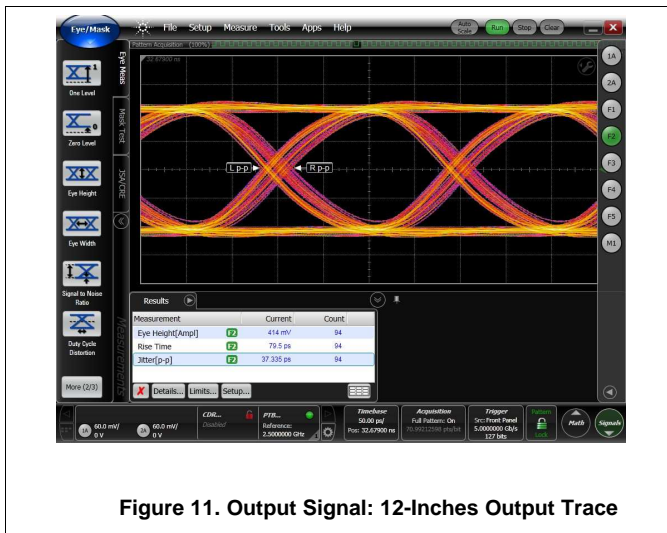 Eye/Mask
File Setup Measure Tools Apps Help
Auto Scale
Run
Stop
Clear
Pattern Acquisition (100%)
32.67900 ns
Eye Meas
Mask Test
JSA/CRE
One Level
Zero Level
Eye Height
Eye Width
Signal to Noise Ratio
Duty Cycle Distortion
More (2/3)
Measurements
L p-p
R p-p
1A
2A
F1
F2
F3
F4
F5
M1
Results
Measurement Current Count
Eye Height[Ampl] F2 414 mV 94
Rise Time F2 79.5 ps 94
Jitter[p-p] F2 37.335 ps 94
Details... Limits... Setup...
1A 60.0 mV/
0 V
2A 60.0 mV/
0 V
CDR...
Disabled
PTB...
Reference:
2.5000000 GHz
Timebase
50.00 ps/
Pos: 32.67900 ns
Acquisition
Full Pattern: On
70.99212598 pts/bit
Trigger
Src: Front Panel
5.0000000 Gb/s
127 bits
Pattern
Lock
Math
Signals
Figure 11. Output Signal: 12-Inches Output Trace